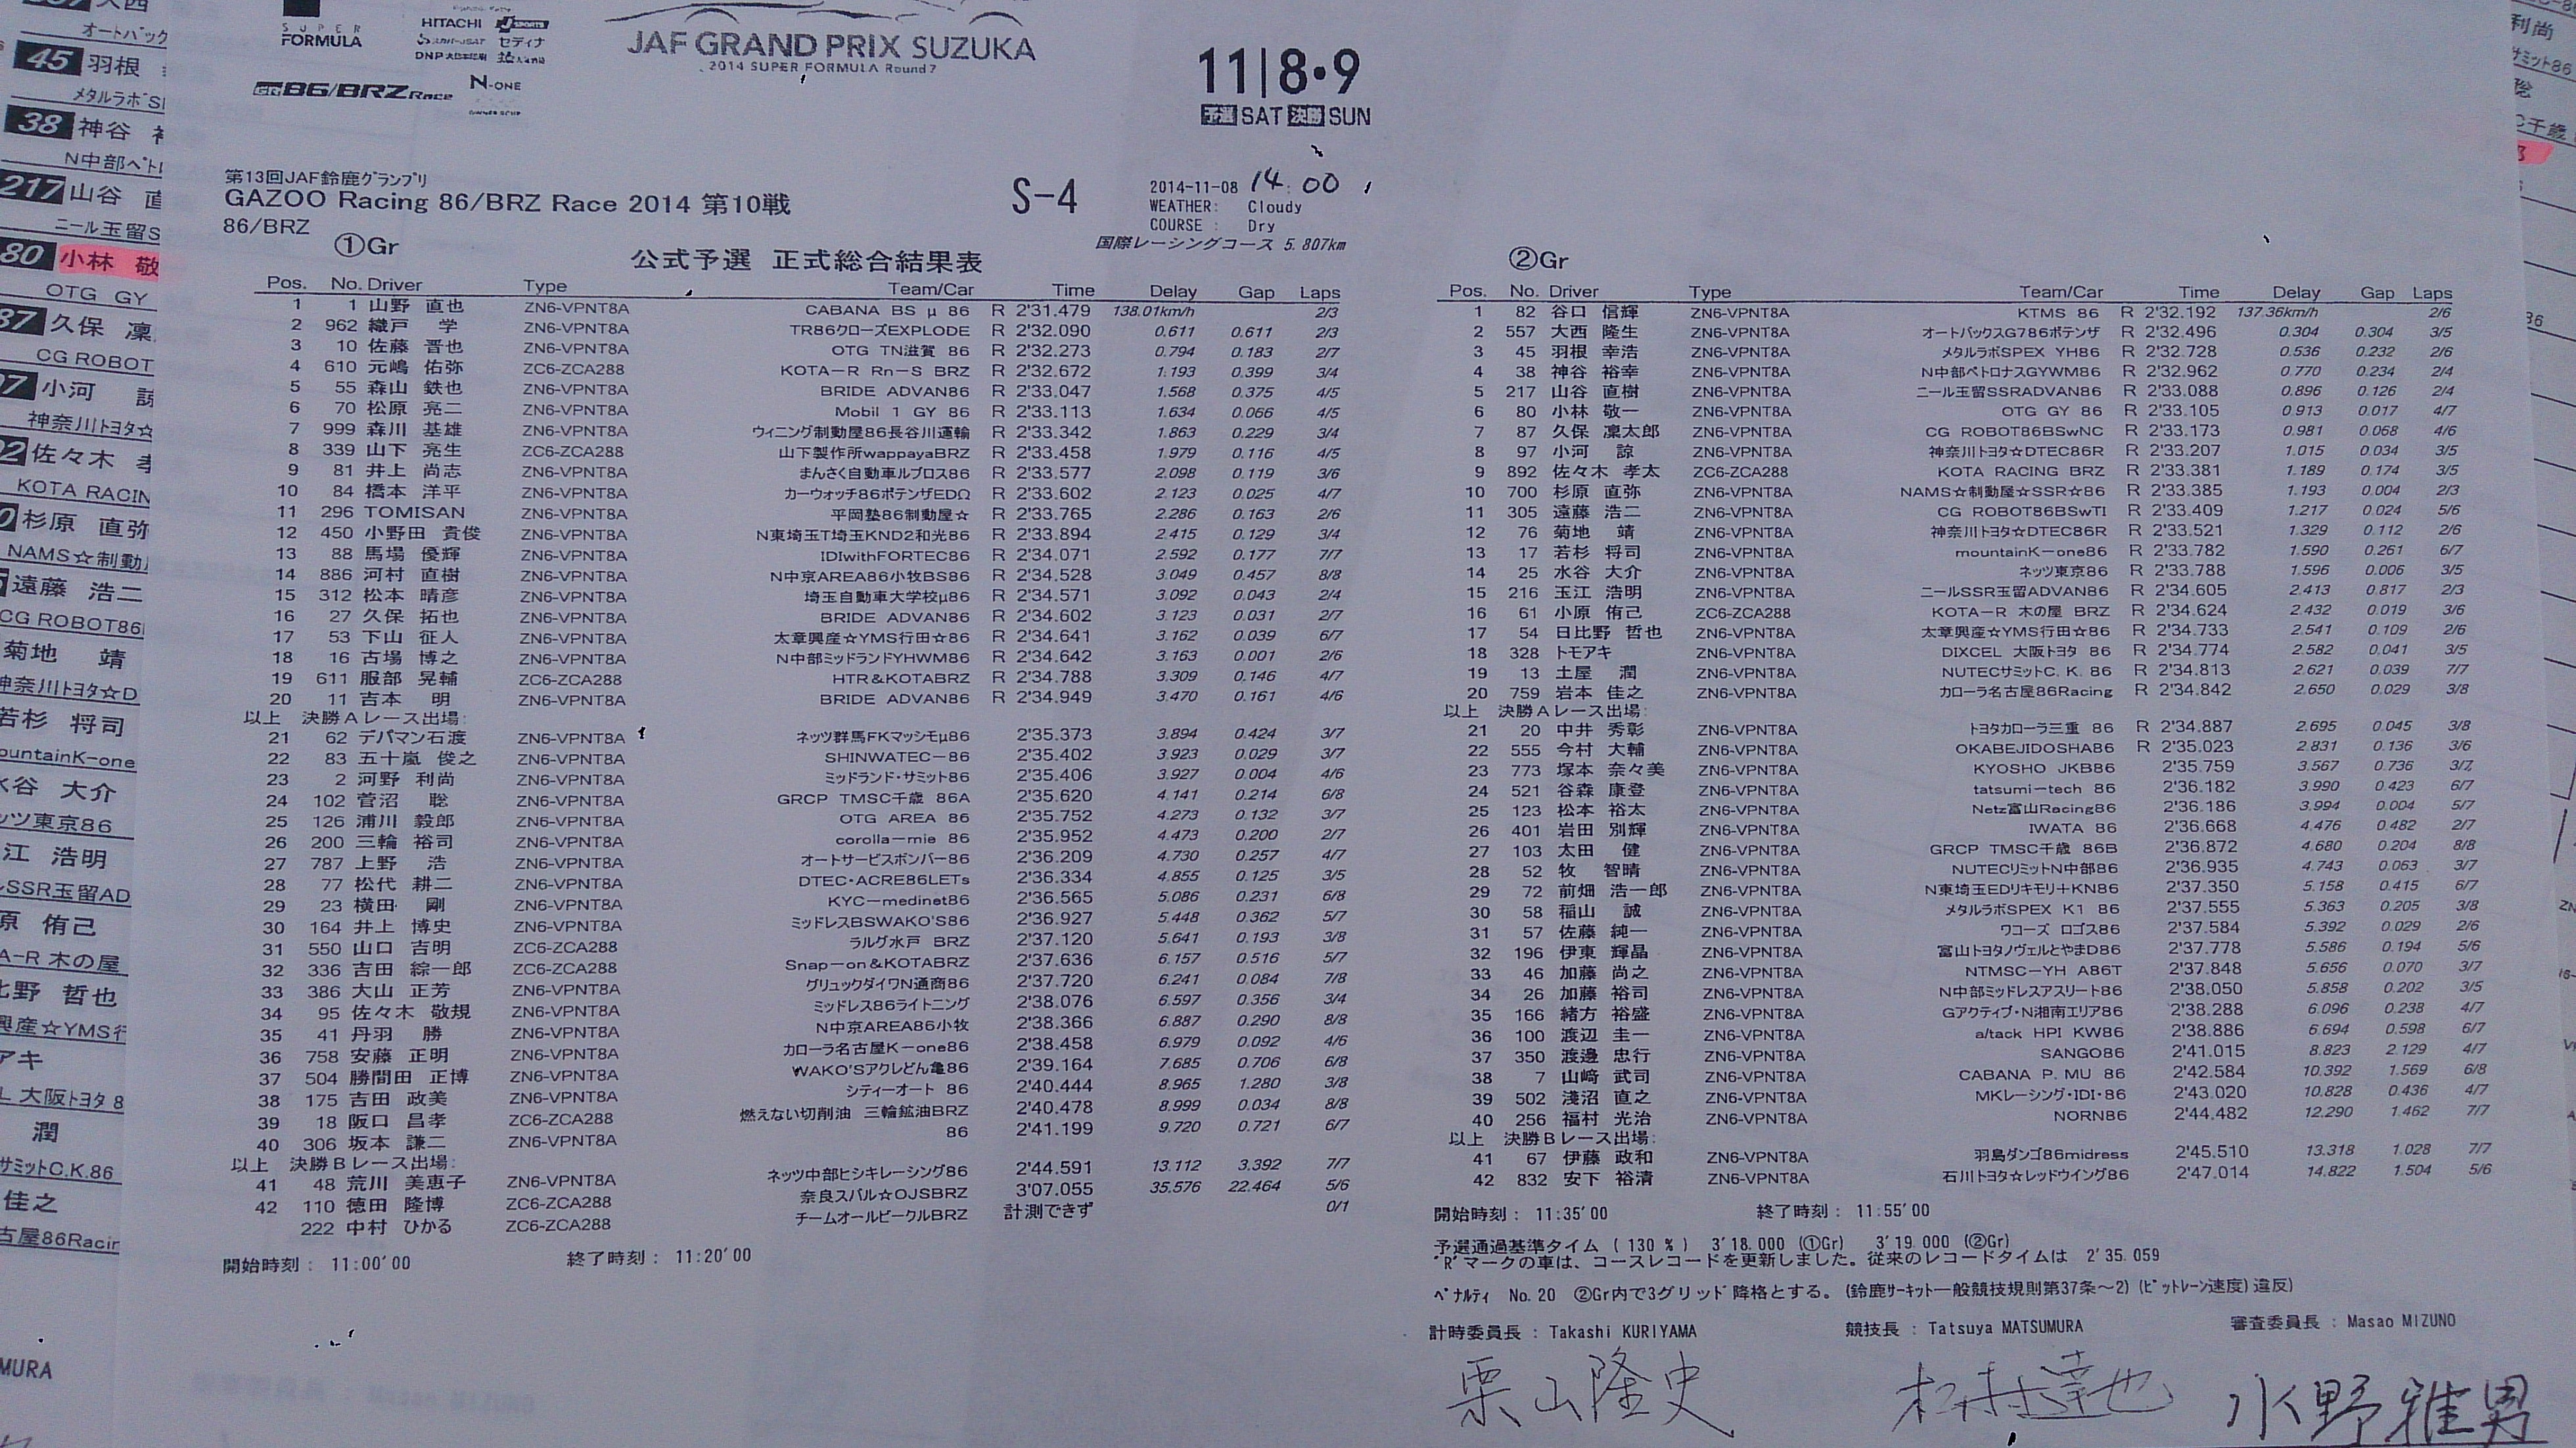 SUPER FORMULA
HITACHI J SPORTS
セディナ
DNP大日本印刷
GR 86/BRZ Race N-ONE
JAF GRAND PRIX SUZUKA
2014 SUPER FORMULA Round7
11|8•9
予選 SAT 決勝 SUN
第13回JAF鈴鹿グランプリ
GAZOO Racing 86/BRZ Race 2014 第10戦
86/BRZ
S-4
2014-11-08 14:00
WEATHER: Cloudy
COURSE : Dry
国際レーシングコース 5.807km
①Gr
公式予選 正式総合結果表
Pos. No. Driver Type Team/Car Time Delay Gap Laps
1 1 山野 直也 ZN6-VPNT8A CABANA BS μ 86 R 2'31.479 138.01km/h 2/3
2 962 織戸 学 ZN6-VPNT8A TR86クローズEXPLODE R 2'32.090 0.611 0.611 2/3
3 10 佐藤 晋也 ZN6-VPNT8A OTG TN滋賀 86 R 2'32.273 0.794 0.183 2/7
4 610 元嶋 佑弥 ZC6-ZCA288 KOTA-R Rn-S BRZ R 2'32.672 1.193 0.399 3/4
5 55 森山 鉄也 ZN6-VPNT8A BRIDE ADVAN86 R 2'33.047 1.568 0.375 4/5
6 70 松原 亮二 ZN6-VPNT8A Mobil 1 GY 86 R 2'33.113 1.634 0.066 4/5
7 999 森川 基雄 ZN6-VPNT8A ウィニング制動屋86長谷川運輸 R 2'33.342 1.863 0.229 3/4
8 339 山下 亮生 ZC6-ZCA288 山下製作所wappayaBRZ R 2'33.458 1.979 0.116 4/5
9 81 井上 尚志 ZN6-VPNT8A まんさく自動車ルブロス86 R 2'33.577 2.098 0.119 3/6
10 84 橋本 洋平 ZN6-VPNT8A カーウォッチ86ポテンザEDΩ R 2'33.602 2.123 0.025 4/7
11 296 TOMISAN ZN6-VPNT8A 平岡塾86制動屋☆ R 2'33.765 2.286 0.163 2/6
12 450 小野田 貴俊 ZN6-VPNT8A N東埼玉T埼玉KND2和光86 R 2'33.894 2.415 0.129 3/4
13 88 馬場 優輝 ZN6-VPNT8A IDIwithFORTEC86 R 2'34.071 2.592 0.177 7/7
14 886 河村 直樹 ZN6-VPNT8A N中京AREA86小牧BS86 R 2'34.528 3.049 0.457 8/8
15 312 松本 晴彦 ZN6-VPNT8A 埼玉自動車大学校μ86 R 2'34.571 3.092 0.043 2/4
16 27 久保 拓也 ZN6-VPNT8A BRIDE ADVAN86 R 2'34.602 3.123 0.031 2/7
17 53 下山 征人 ZN6-VPNT8A 太章興産☆YMS行田☆86 R 2'34.641 3.162 0.039 6/7
18 16 古場 博之 ZN6-VPNT8A N中部ミッドランドYHWM86 R 2'34.642 3.163 0.001 2/6
19 611 服部 晃輔 ZC6-ZCA288 HTR&KOTABRZ R 2'34.788 3.309 0.146 4/7
20 11 吉本 明 ZN6-VPNT8A BRIDE ADVAN86 R 2'34.949 3.470 0.161 4/6
以上 決勝Aレース出場:
21 62 デパマン石渡 ZN6-VPNT8A ネッツ群馬FKマッシモμ86 2'35.373 3.894 0.424 3/7
22 83 五十嵐 俊之 ZN6-VPNT8A SHINWATEC-86 2'35.402 3.923 0.029 3/7
23 2 河野 利尚 ZN6-VPNT8A ミッドランド・サミット86 2'35.406 3.927 0.004 4/6
24 102 菅沼 聡 ZN6-VPNT8A GRCP TMSC千歳 86A 2'35.620 4.141 0.214 6/8
25 126 浦川 毅郎 ZN6-VPNT8A OTG AREA 86 2'35.752 4.273 0.132 3/7
26 200 三輪 裕司 ZN6-VPNT8A corolla-mie 86 2'35.952 4.473 0.200 2/7
27 787 上野 浩 ZN6-VPNT8A オートサービスボンバー86 2'36.209 4.730 0.257 4/7
28 77 松代 耕二 ZN6-VPNT8A DTEC・ACRE86LETs 2'36.334 4.855 0.125 3/5
29 23 横田 剛 ZN6-VPNT8A KYC-medinet86 2'36.565 5.086 0.231 6/8
30 164 井上 博史 ZN6-VPNT8A ミッドレスBSWAKO'S86 2'36.927 5.448 0.362 5/7
31 550 山口 吉明 ZC6-ZCA288 ラルグ水戸 BRZ 2'37.120 5.641 0.193 3/8
32 336 吉田 綜一郎 ZC6-ZCA288 Snap-on&KOTABRZ 2'37.636 6.157 0.516 5/7
33 386 大山 正芳 ZN6-VPNT8A グリュックダイワN通商86 2'37.720 6.241 0.084 7/8
34 95 佐々木 敬規 ZN6-VPNT8A ミッドレス86ライトニング 2'38.076 6.597 0.356 3/4
35 41 丹羽 勝 ZN6-VPNT8A N中京AREA86小牧 2'38.366 6.887 0.290 8/8
36 758 安藤 正明 ZN6-VPNT8A カローラ名古屋K-one86 2'38.458 6.979 0.092 4/6
37 504 勝間田 正博 ZN6-VPNT8A WAKO'Sアクレどん亀86 2'39.164 7.685 0.706 6/8
38 175 吉田 政美 ZN6-VPNT8A シティーオート 86 2'40.444 8.965 1.280 3/8
39 18 阪口 昌孝 ZC6-ZCA288 燃えない切削油 三輪鉱油BRZ 2'40.478 8.999 0.034 8/8
40 306 坂本 謙二 ZN6-VPNT8A 86 2'41.199 9.720 0.721 6/7
以上 決勝Bレース出場:
41 48 荒川 美恵子 ZN6-VPNT8A ネッツ中部ヒシキレーシング86 2'44.591 13.112 3.392 7/7
42 110 徳田 隆博 ZC6-ZCA288 奈良スバル☆OJSBRZ 3'07.055 35.576 22.464 5/6
222 中村 ひかる ZC6-ZCA288 チームオールビークルBRZ 計測できず 0/1
開始時刻 : 11:00'00 終了時刻 : 11:20'00
②Gr
Pos. No. Driver Type Team/Car Time Delay Gap Laps
1 82 谷口 信輝 ZN6-VPNT8A KTMS 86 R 2'32.192 137.36km/h 2/6
2 557 大西 隆生 ZN6-VPNT8A オートバックスG786ポテンザ R 2'32.496 0.304 0.304 3/5
3 45 羽根 幸浩 ZN6-VPNT8A メタルラボSPEX YH86 R 2'32.728 0.536 0.232 2/6
4 38 神谷 裕幸 ZN6-VPNT8A N中部ペトロナスGYWM86 R 2'32.962 0.770 0.234 2/4
5 217 山谷 直樹 ZN6-VPNT8A ニール玉留SSRADVAN86 R 2'33.088 0.896 0.126 2/4
6 80 小林 敬一 ZN6-VPNT8A OTG GY 86 R 2'33.105 0.913 0.017 4/7
7 87 久保 凛太郎 ZN6-VPNT8A CG ROBOT86BSwNC R 2'33.173 0.981 0.068 4/6
8 97 小河 諒 ZN6-VPNT8A 神奈川トヨタ☆DTEC86R R 2'33.207 1.015 0.034 3/5
9 892 佐々木 孝太 ZC6-ZCA288 KOTA RACING BRZ R 2'33.381 1.189 0.174 3/5
10 700 杉原 直弥 ZN6-VPNT8A NAMS☆制動屋☆SSR☆86 R 2'33.385 1.193 0.004 2/3
11 305 遠藤 浩二 ZN6-VPNT8A CG ROBOT86BSwTI R 2'33.409 1.217 0.024 5/6
12 76 菊地 靖 ZN6-VPNT8A 神奈川トヨタ☆DTEC86R R 2'33.521 1.329 0.112 2/6
13 17 若杉 将司 ZN6-VPNT8A mountainK-one86 R 2'33.782 1.590 0.261 6/7
14 25 水谷 大介 ZN6-VPNT8A ネッツ東京86 R 2'33.788 1.596 0.006 3/5
15 216 玉江 浩明 ZN6-VPNT8A ニールSSR玉留ADVAN86 R 2'34.605 2.413 0.817 2/3
16 61 小原 侑己 ZC6-ZCA288 KOTA-R 木の屋 BRZ R 2'34.624 2.432 0.019 3/6
17 54 日比野 哲也 ZN6-VPNT8A 太章興産☆YMS行田☆86 R 2'34.733 2.541 0.109 2/6
18 328 トモアキ ZN6-VPNT8A DIXCEL 大阪トヨタ 86 R 2'34.774 2.582 0.041 3/5
19 13 土屋 潤 ZN6-VPNT8A NUTECサミットC.K.86 R 2'34.813 2.621 0.039 7/7
20 759 岩本 佳之 ZN6-VPNT8A カローラ名古屋86Racing R 2'34.842 2.650 0.029 3/8
以上 決勝Aレース出場:
21 20 中井 秀彰 ZN6-VPNT8A トヨタカローラ三重 86 R 2'34.887 2.695 0.045 3/8
22 555 今村 大輔 ZN6-VPNT8A OKABEJIDOSHA86 R 2'35.023 2.831 0.136 3/6
23 773 塚本 奈々美 ZN6-VPNT8A KYOSHO JKB86 2'35.759 3.567 0.736 3/7
24 521 谷森 康登 ZN6-VPNT8A tatsumi-tech 86 2'36.182 3.990 0.423 6/7
25 123 松本 裕太 ZN6-VPNT8A Netz富山Racing86 2'36.186 3.994 0.004 5/7
26 401 岩田 別輝 ZN6-VPNT8A IWATA 86 2'36.668 4.476 0.482 2/7
27 103 太田 健 ZN6-VPNT8A GRCP TMSC千歳 86B 2'36.872 4.680 0.204 8/8
28 52 牧 智晴 ZN6-VPNT8A NUTECリミットN中部86 2'36.935 4.743 0.063 3/7
29 72 前畑 浩一郎 ZN6-VPNT8A N東埼玉EDリキモリ+KN86 2'37.350 5.158 0.415 6/7
30 58 稲山 誠 ZN6-VPNT8A メタルラボSPEX K1 86 2'37.555 5.363 0.205 3/8
31 57 佐藤 純一 ZN6-VPNT8A ワコーズ ロゴス86 2'37.584 5.392 0.029 2/6
32 196 伊東 輝晶 ZN6-VPNT8A 富山トヨタノヴェルとやまD86 2'37.778 5.586 0.194 5/6
33 46 加藤 尚之 ZN6-VPNT8A NTMSC-YH A86T 2'37.848 5.656 0.070 3/7
34 26 加藤 裕司 ZN6-VPNT8A N中部ミッドレスアスリート86 2'38.050 5.858 0.202 3/5
35 166 緒方 裕盛 ZN6-VPNT8A Gアクティブ・N湘南エリア86 2'38.288 6.096 0.238 4/7
36 100 渡辺 圭一 ZN6-VPNT8A a/tack HPI KW86 2'38.886 6.694 0.598 6/7
37 350 渡邊 忠行 ZN6-VPNT8A SANGO86 2'41.015 8.823 2.129 4/7
38 7 山﨑 武司 ZN6-VPNT8A CABANA P.MU 86 2'42.584 10.392 1.569 6/8
39 502 淺沼 直之 ZN6-VPNT8A MKレーシング・IDI・86 2'43.020 10.828 0.436 4/7
40 256 福村 光治 ZN6-VPNT8A NORN86 2'44.482 12.290 1.462 7/7
以上 決勝Bレース出場:
41 67 伊藤 政和 ZN6-VPNT8A 羽島ダンゴ86midress 2'45.510 13.318 1.028 7/7
42 832 安下 裕清 ZN6-VPNT8A 石川トヨタ☆レッドウイング86 2'47.014 14.822 1.504 5/6
開始時刻 : 11:35'00 終了時刻 : 11:55'00
予選通過基準タイム ( 130 % ) 3'18.000 (①Gr) 3'19.000 (②Gr)
"R"マークの車は、コースレコードを更新しました。従来のレコードタイムは 2'35.059
ペナルティ No.20 ②Gr内で3グリッド降格とする。(鈴鹿サーキット一般競技規則第37条～2) (ピットレーン速度)違反)
計時委員長 : Takashi KURIYAMA 競技長 : Tatsuya MATSUMURA 審査委員長 : Masao MIZUNO
栗山隆史 松村達也 水野雅男
大西
オートバック
45 羽根
メタルラボS
38 神谷
N中部ペト
217 山谷 直
ニール玉留S
80 小林 敬
OTG GY
87 久保 凛
CG ROBOT
小河
神奈川トヨタ☆
佐々木
KOTA RACIN
杉原 直弥
NAMS☆制動
遠藤 浩二
CG ROBOT86
菊地 靖
神奈川トヨタ☆D
若杉 将司
ountainK-one
水谷 大介
ッツ東京86
江 浩明
SSR玉留AD
原 侑己
A-R 木の屋
比野 哲也
興産☆YMS行
アキ
L 大阪トヨタ 8
潤
サミットC.K.86
佳之
古屋86Racin
MURA
利尚
サミット86
聡
C千歳